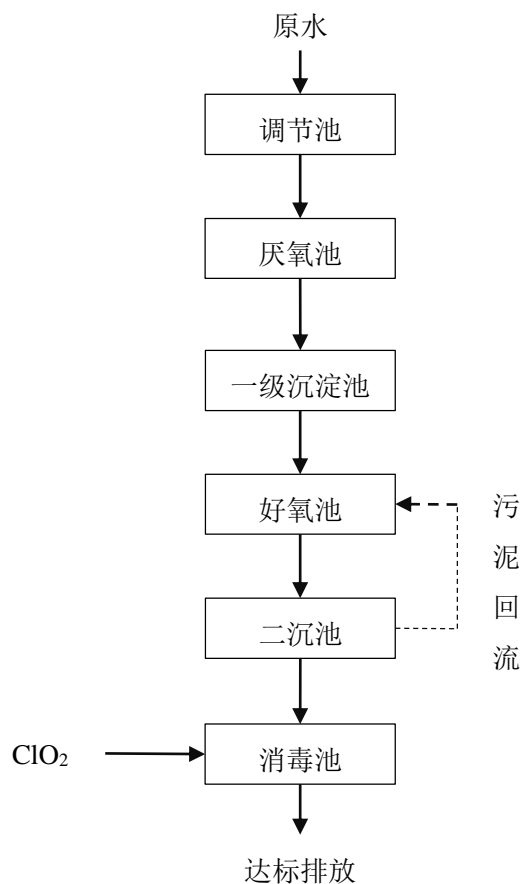 原水
调节池
厌氧池
一级沉淀池
好氧池
污泥回流
二沉池
ClO₂
消毒池
达标排放